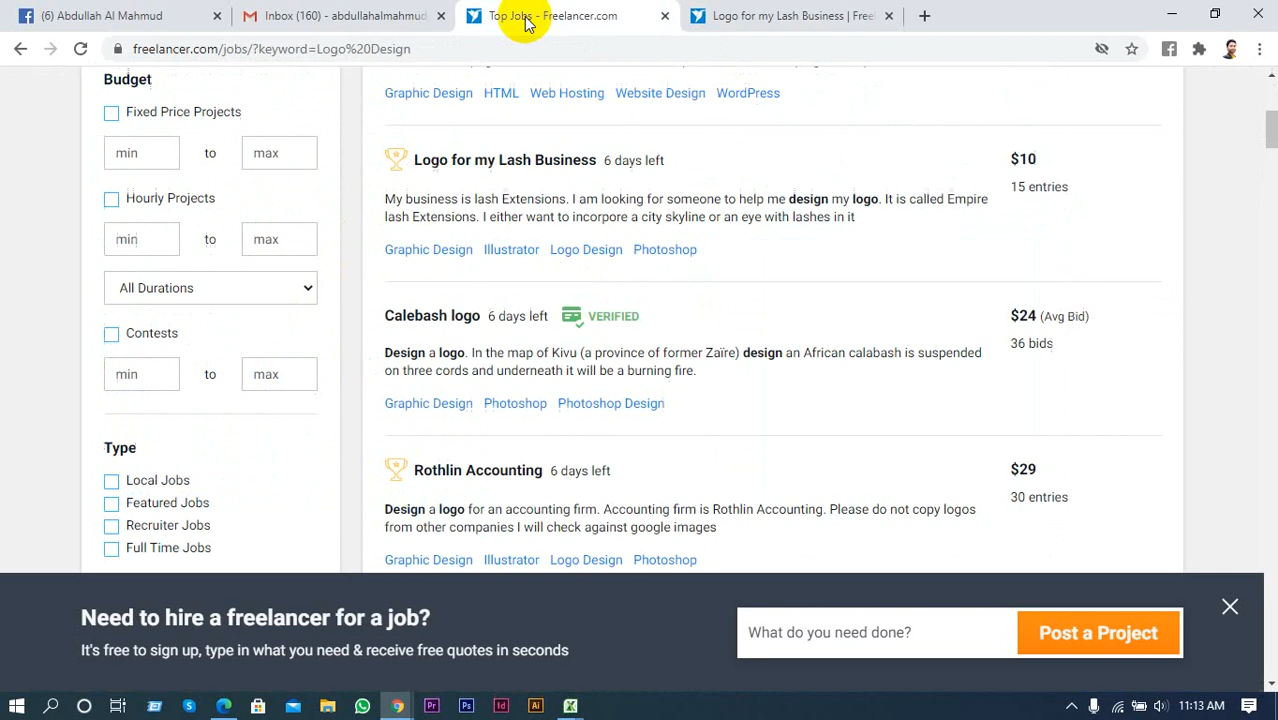 (6) Abdullah Al Mahmud
Inbox (160) - abdullahalmahmud
Top Jobs - Freelancer.com
Logo for my Lash Business | Free
freelancer.com/jobs/?keyword=Logo%20Design
Budget
Fixed Price Projects
min to max
Hourly Projects
min to max
All Durations
Contests
min to max
Type
Local Jobs
Featured Jobs
Recruiter Jobs
Full Time Jobs
Graphic Design HTML Web Hosting Website Design WordPress
Logo for my Lash Business 6 days left $10
15 entries
My business is lash Extensions. I am looking for someone to help me design my logo. It is called Empire
lash Extensions. I either want to incorpore a city skyline or an eye with lashes in it
Graphic Design Illustrator Logo Design Photoshop
Calebash logo 6 days left VERIFIED $24 (Avg Bid)
36 bids
Design a logo. In the map of Kivu (a province of former Zaïre) design an African calabash is suspended
on three cords and underneath it will be a burning fire.
Graphic Design Photoshop Photoshop Design
Rothlin Accounting 6 days left $29
30 entries
Design a logo for an accounting firm. Accounting firm is Rothlin Accounting. Please do not copy logos
from other companies I will check against google images
Graphic Design Illustrator Logo Design Photoshop
Need to hire a freelancer for a job?
It's free to sign up, type in what you need & receive free quotes in seconds
What do you need done? Post a Project
Pr Ps Id Ai
11:13 AM